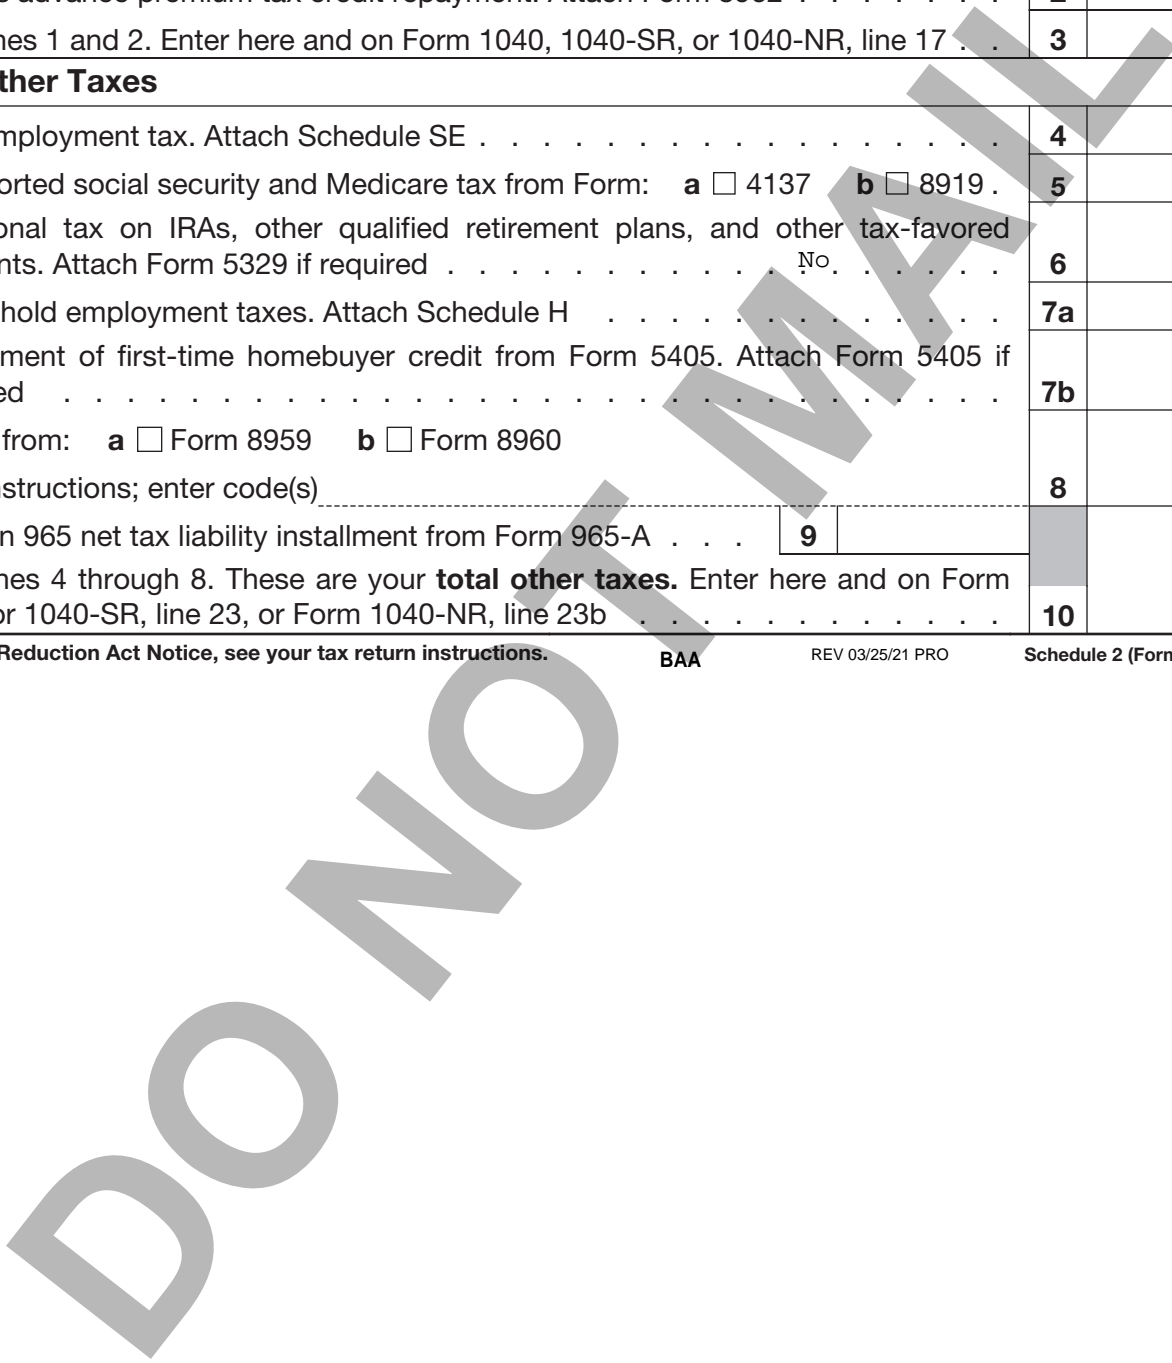 advance premium tax credit repayment. Attach Form 8962 . . . . . . . 2
nes 1 and 2. Enter here and on Form 1040, 1040-SR, or 1040-NR, line 17 . . 3
ther Taxes
mployment tax. Attach Schedule SE . . . . . . . . . . . . . . . . . 4
orted social security and Medicare tax from Form: a ☐ 4137 b ☐ 8919 . 5
onal tax on IRAs, other qualified retirement plans, and other tax-favored
nts. Attach Form 5329 if required . . . . . . . . . . . . No . . . . . . 6
hold employment taxes. Attach Schedule H . . . . . . . . . . . . . 7a
ment of first-time homebuyer credit from Form 5405. Attach Form 5405 if
ed . . . . . . . . . . . . . . . . . . . . . . . . . . . . . . 7b
from: a ☐ Form 8959 b ☐ Form 8960
nstructions; enter code(s) 8
n 965 net tax liability installment from Form 965-A . . . 9
nes 4 through 8. These are your total other taxes. Enter here and on Form
or 1040-SR, line 23, or Form 1040-NR, line 23b . . . . . . . . . . . . 10
Reduction Act Notice, see your tax return instructions. BAA REV 03/25/21 PRO Schedule 2 (Form
DO NOT MAIL